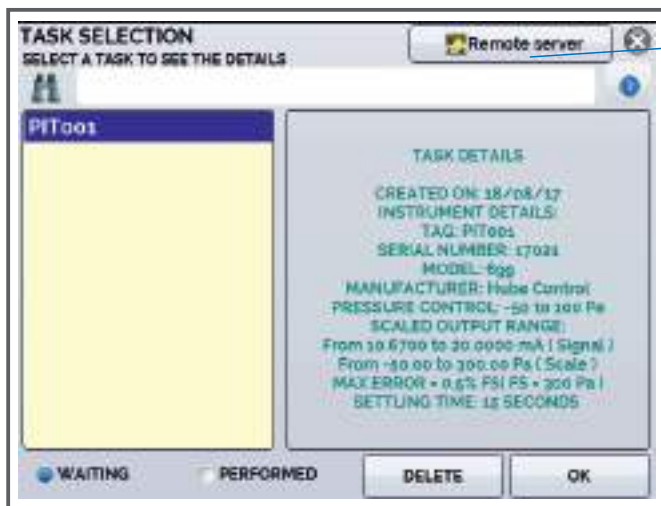 TASK SELECTION
Remote server
SELECT A TASK TO SEE THE DETAILS
PIT001
TASK DETAILS
CREATED ON: 18/08/17
INSTRUMENT DETAILS:
TAG: PIT001
SERIAL NUMBER: 17021
MODEL: 699
MANUFACTURER: Huba Control
PRESSURE CONTROL: -50 to 100 Pa
SCALED OUTPUT RANGE:
From 10.6700 to 20.0000 mA ( Signal )
From -50.00 to 300.00 Pa ( Scale )
MAX ERROR = 0.5% FS( FS = 300 Pa )
SETTLING TIME: 15 SECONDS
WAITING
PERFORMED
DELETE
OK